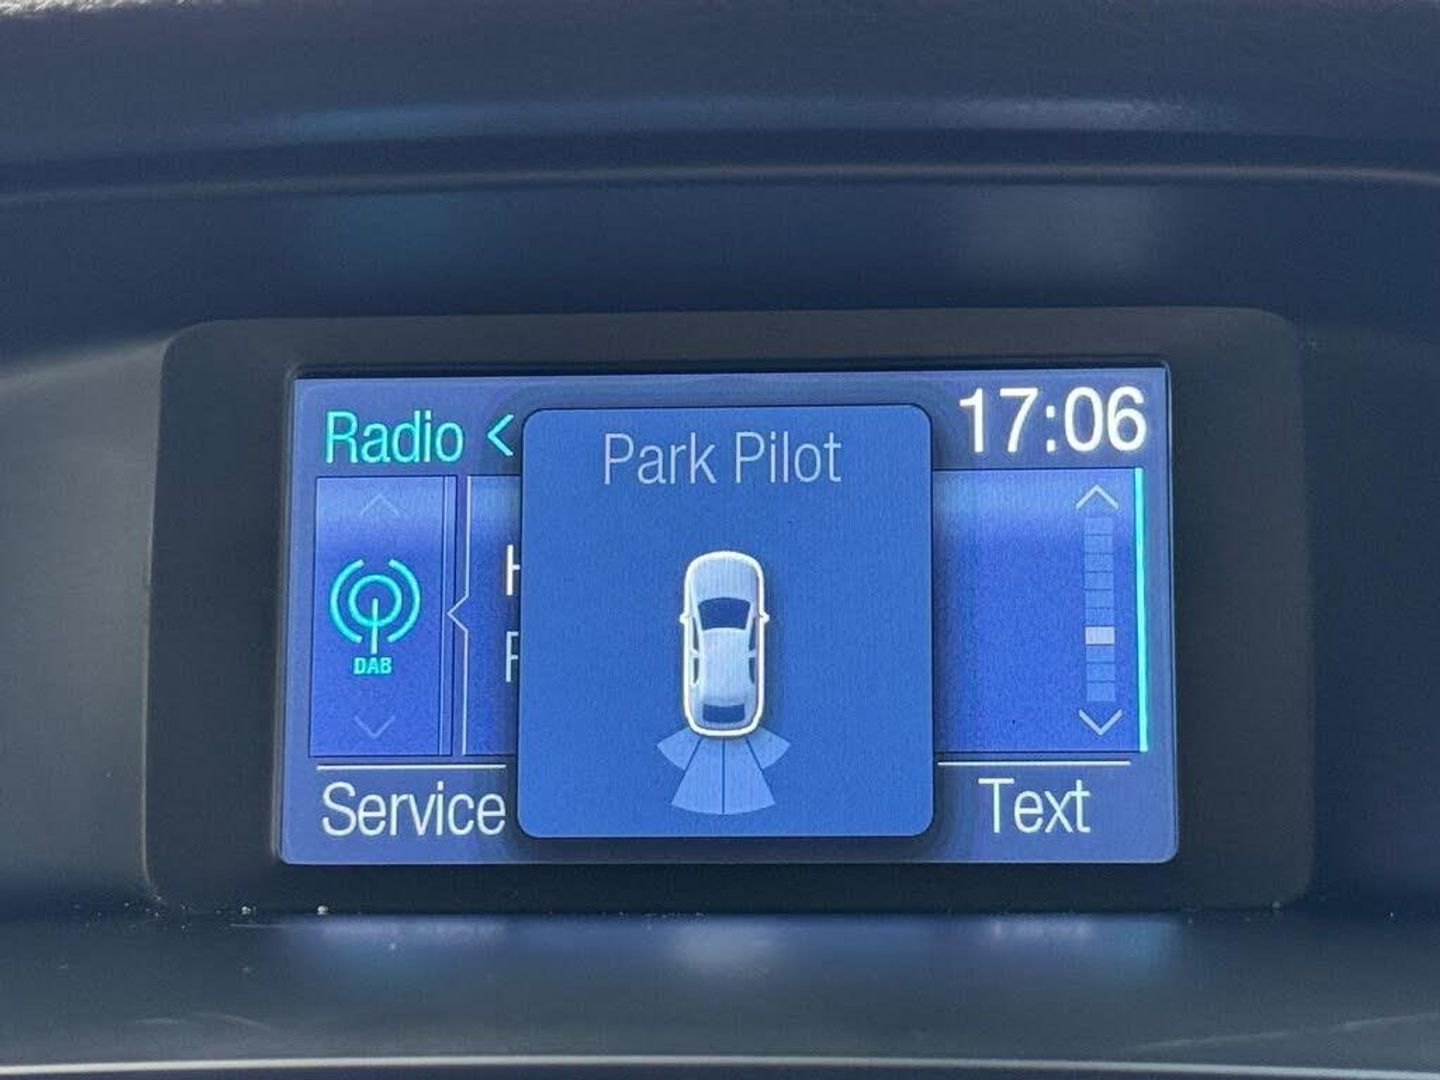 Radio <
17:06
Park Pilot
DAB
Service
Text